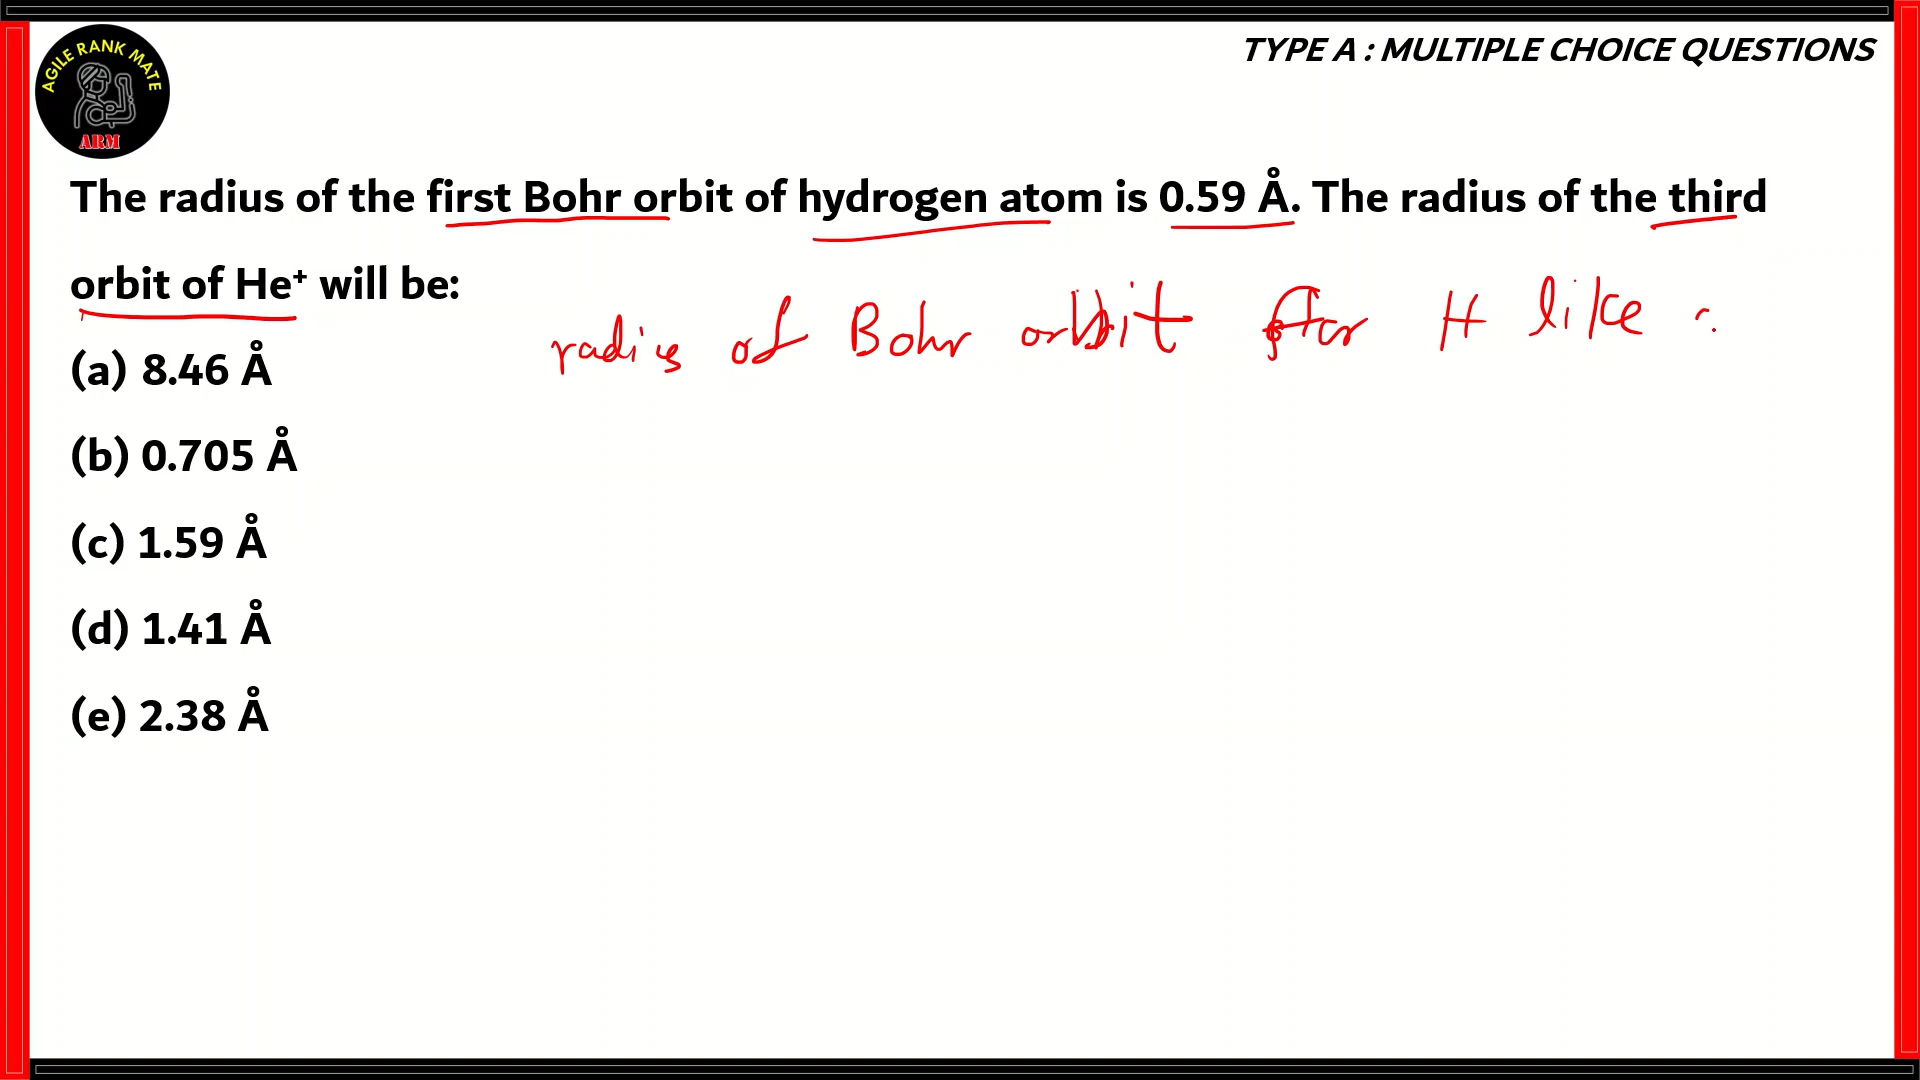 AGILE RANK MATE
ARM
TYPE A : MULTIPLE CHOICE QUESTIONS
The radius of the first Bohr orbit of hydrogen atom is 0.59 Å. The radius of the third
orbit of He⁺ will be:
radius of Bohr orbit for H like
(a) 8.46 Å
(b) 0.705 Å
(c) 1.59 Å
(d) 1.41 Å
(e) 2.38 Å